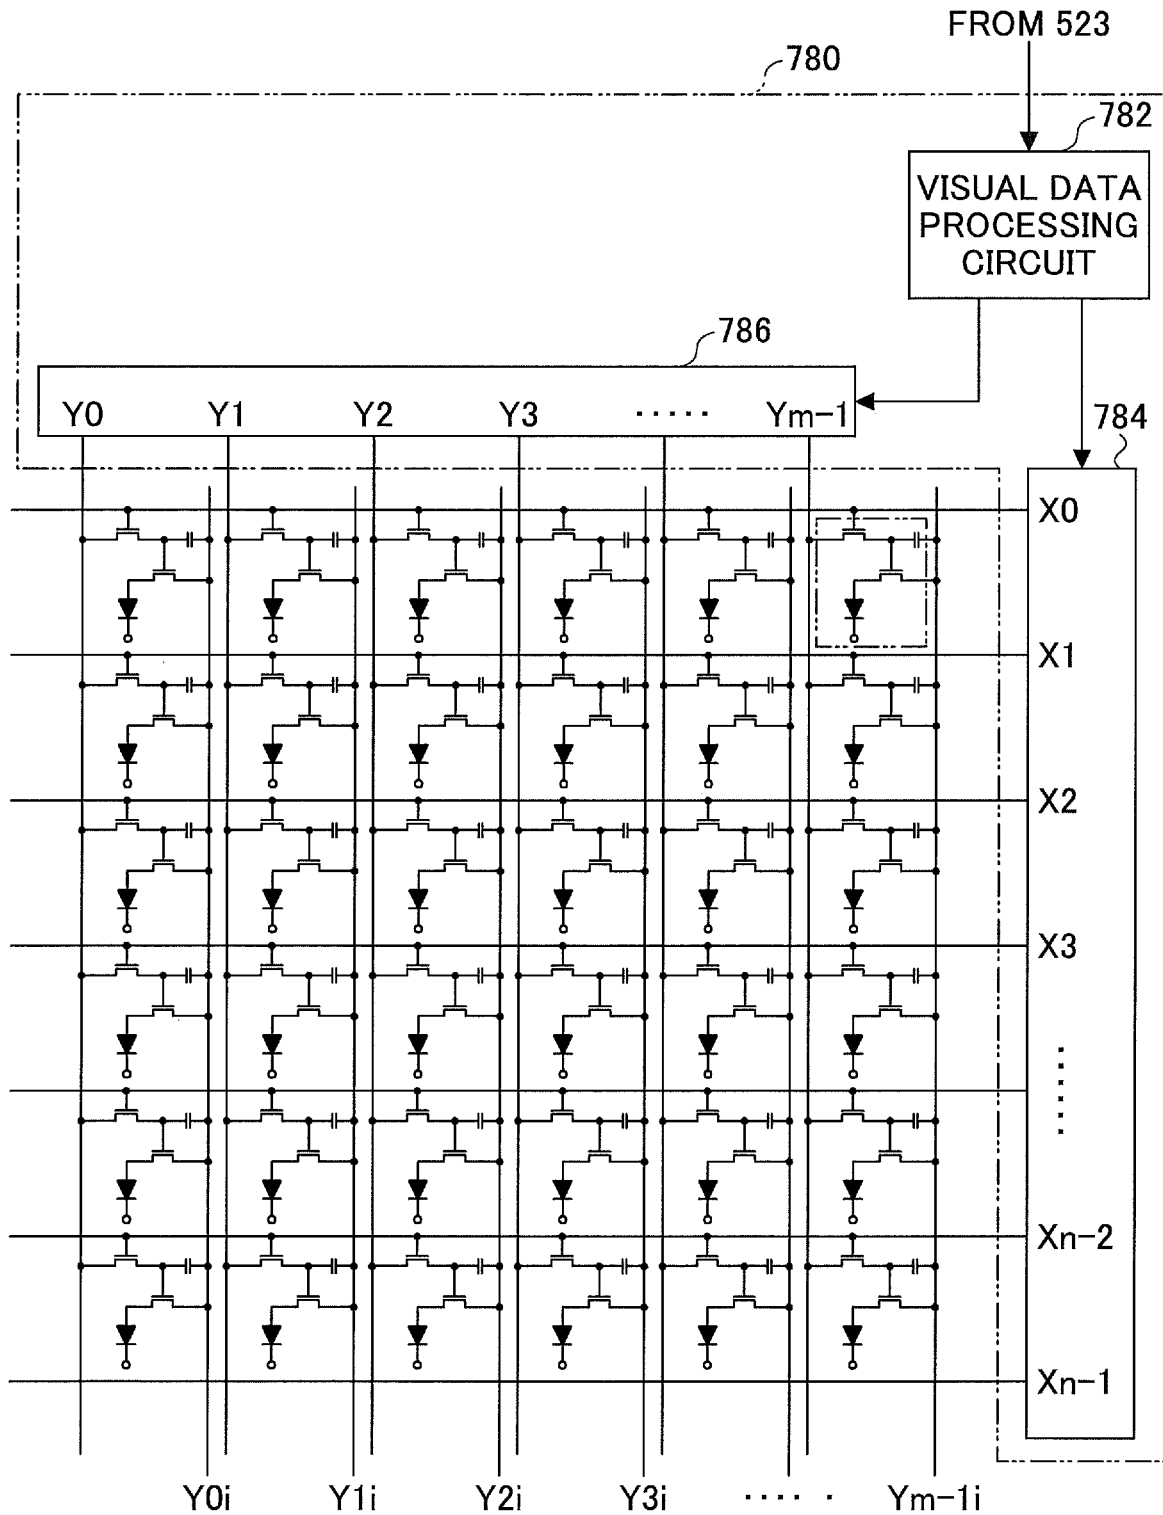 FROM 523
780
782
VISUAL DATA
PROCESSING
CIRCUIT
786
Y0 Y1 Y2 Y3 ····· Ym-1
784
X0
X1
X2
X3
·····
Xn-2
Xn-1
Y0i Y1i Y2i Y3i ····· Ym-1i